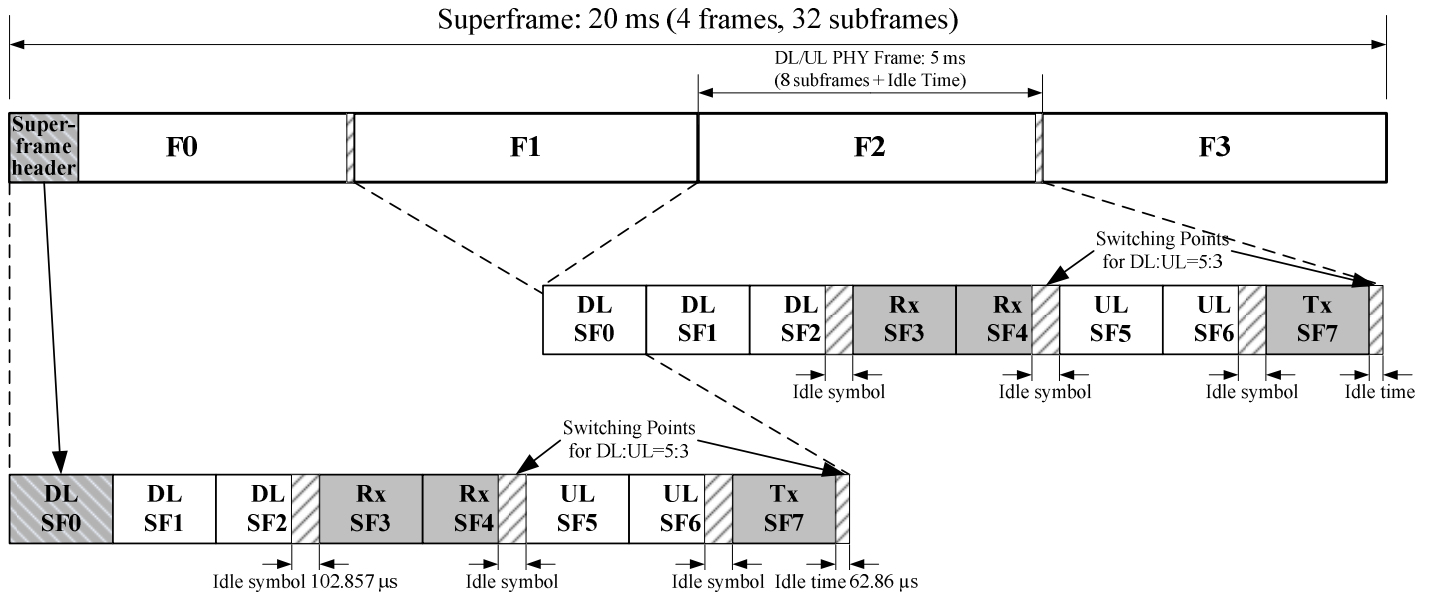 Superframe: 20 ms (4 frames, 32 subframes)
DL/UL PHY Frame: 5 ms
(8 subframes + Idle Time)
Super-
frame
header
F0
F1
F2
F3
Switching Points
for DL:UL=5:3
DL
SF0
DL
SF1
DL
SF2
Rx
SF3
Rx
SF4
UL
SF5
UL
SF6
Tx
SF7
Idle symbol
Idle symbol
Idle symbol
Idle time
Switching Points
for DL:UL=5:3
DL
SF0
DL
SF1
DL
SF2
Rx
SF3
Rx
SF4
UL
SF5
UL
SF6
Tx
SF7
Idle symbol 102.857 µs
Idle symbol
Idle symbol
Idle time 62.86 µs